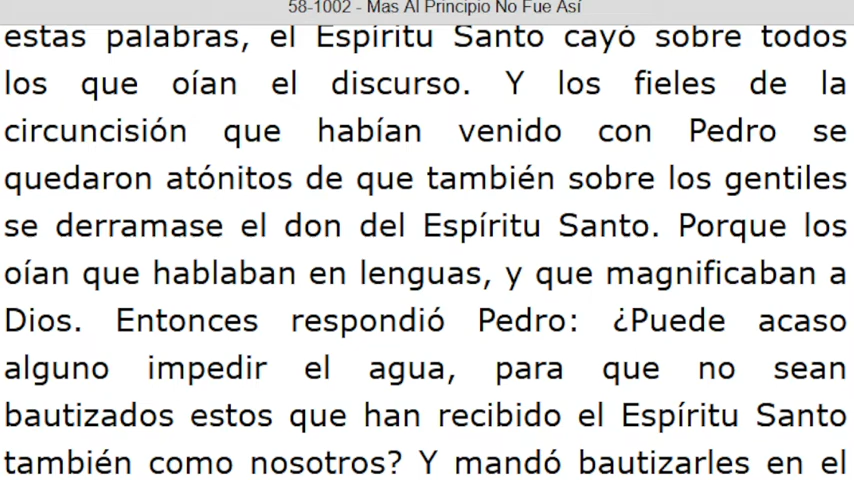 58-1002 - Mas Al Principio No Fue Así
estas palabras, el Espíritu Santo cayó sobre todos
los que oían el discurso. Y los fieles de la
circuncisión que habían venido con Pedro se
quedaron atónitos de que también sobre los gentiles
se derramase el don del Espíritu Santo. Porque los
oían que hablaban en lenguas, y que magnificaban a
Dios. Entonces respondió Pedro: ¿Puede acaso
alguno impedir el agua, para que no sean
bautizados estos que han recibido el Espíritu Santo
también como nosotros? Y mandó bautizarles en el